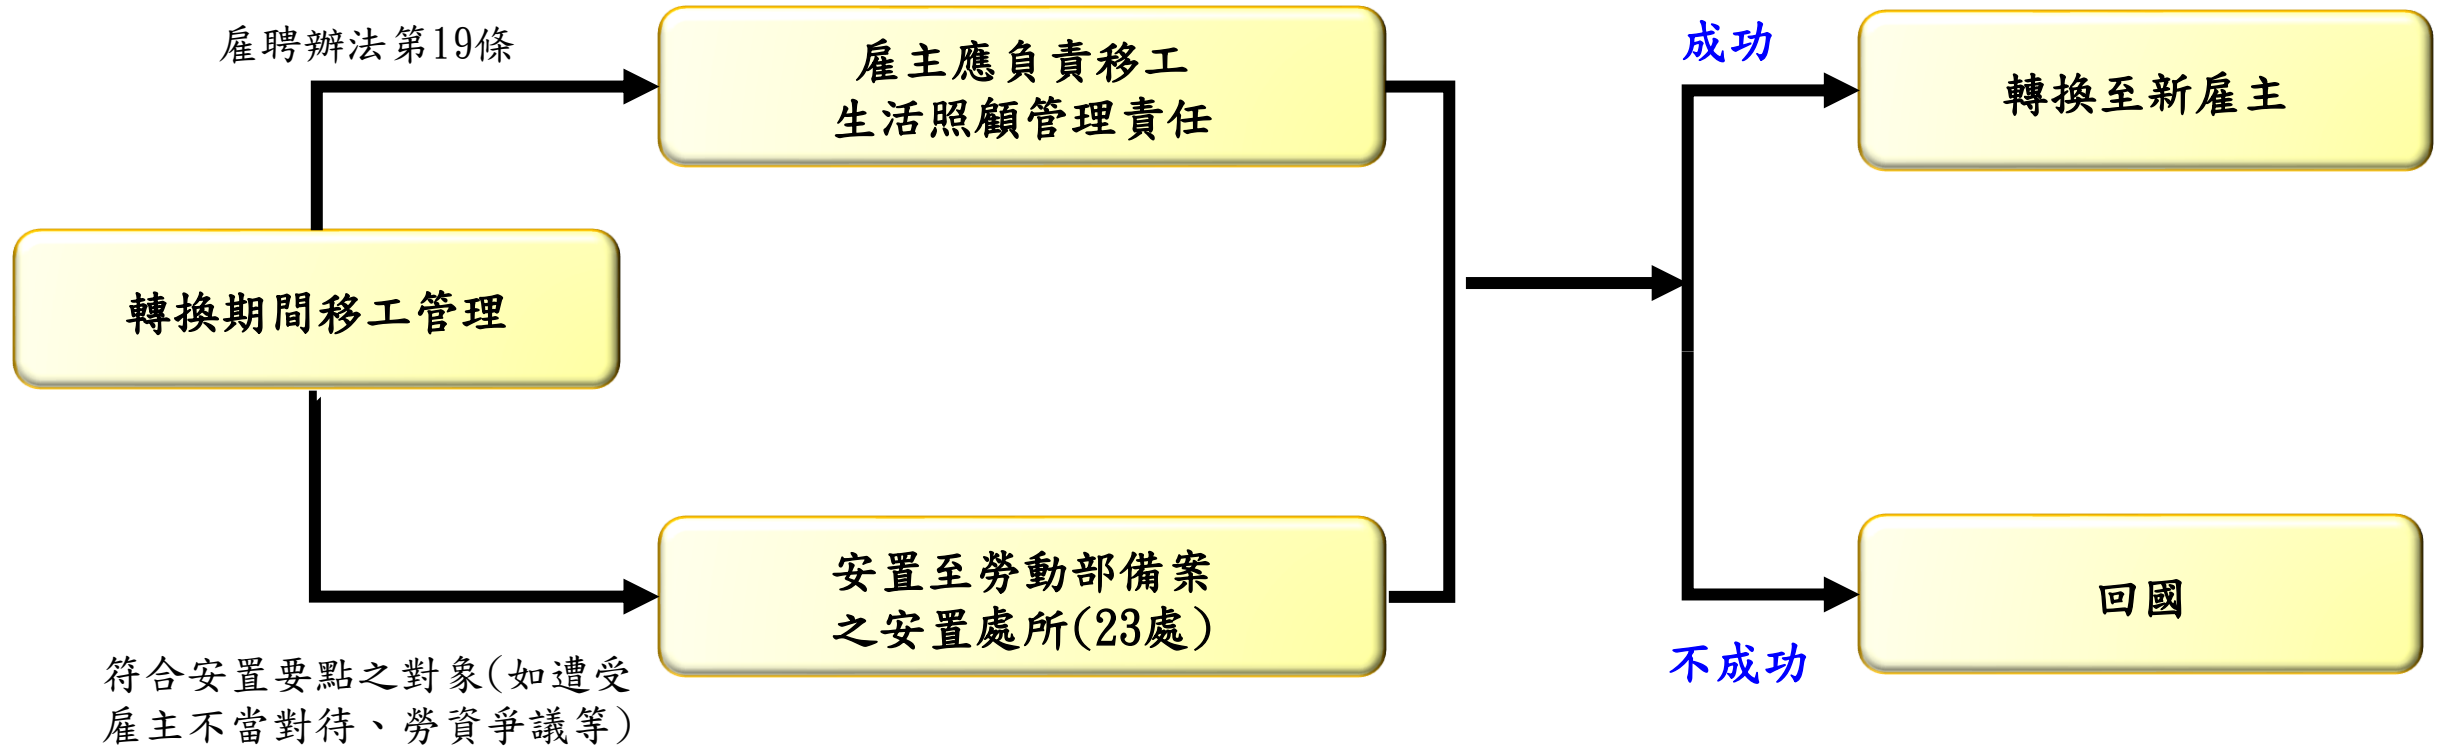 雇聘辦法第19條
雇主應負責移工
生活照顧管理責任
成功
轉換至新雇主
轉換期間移工管理
安置至勞動部備案
之安置處所(23處)
回國
不成功
符合安置要點之對象(如遭受
雇主不當對待、勞資爭議等)